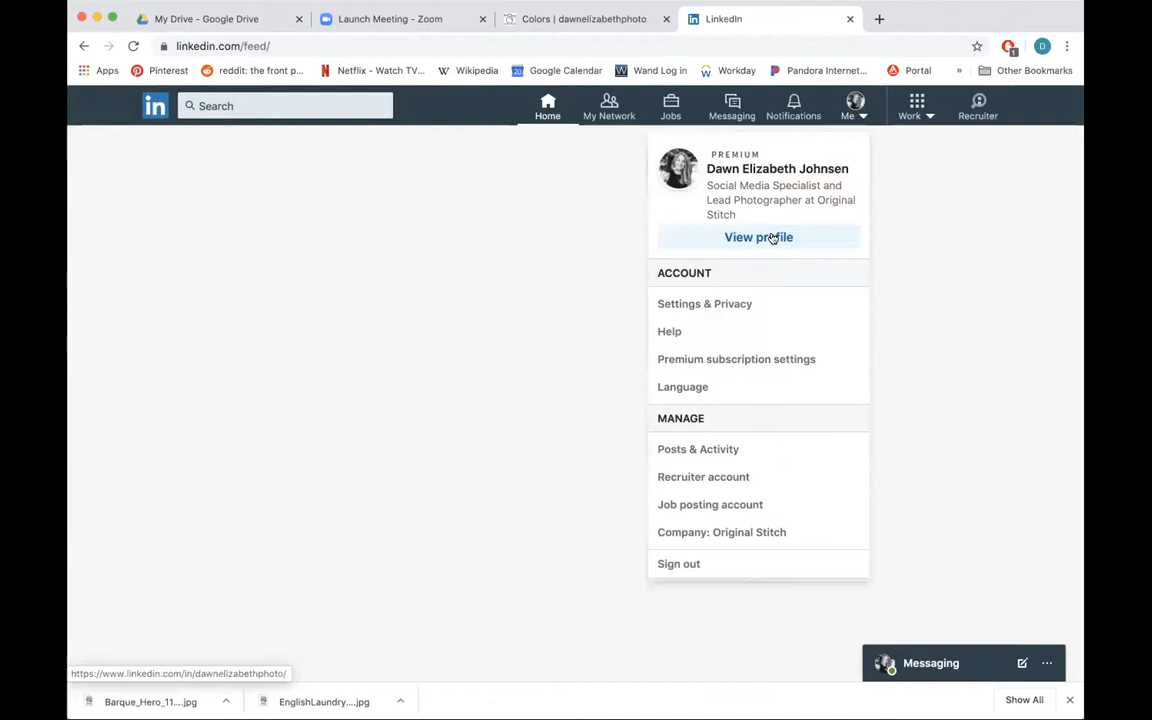 My Drive - Google Drive
Launch Meeting - Zoom
Colors | dawnelizabethphoto
LinkedIn
linkedin.com/feed/
1
D
Apps
Pinterest
reddit: the front p...
Netflix - Watch TV...
Wikipedia
Google Calendar
Wand Log in
Workday
Pandora Internet...
Portal
»
Other Bookmarks
in
Search
Home
My Network
Jobs
Messaging
Notifications
Me
Work
Recruiter
PREMIUM
Dawn Elizabeth Johnsen
Social Media Specialist and
Lead Photographer at Original
Stitch
View profile
ACCOUNT
Settings & Privacy
Help
Premium subscription settings
Language
MANAGE
Posts & Activity
Recruiter account
Job posting account
Company: Original Stitch
Sign out
Messaging
https://www.linkedin.com/in/dawnelizabethphoto/
Barque_Hero_11....jpg
EnglishLaundry....jpg
Show All